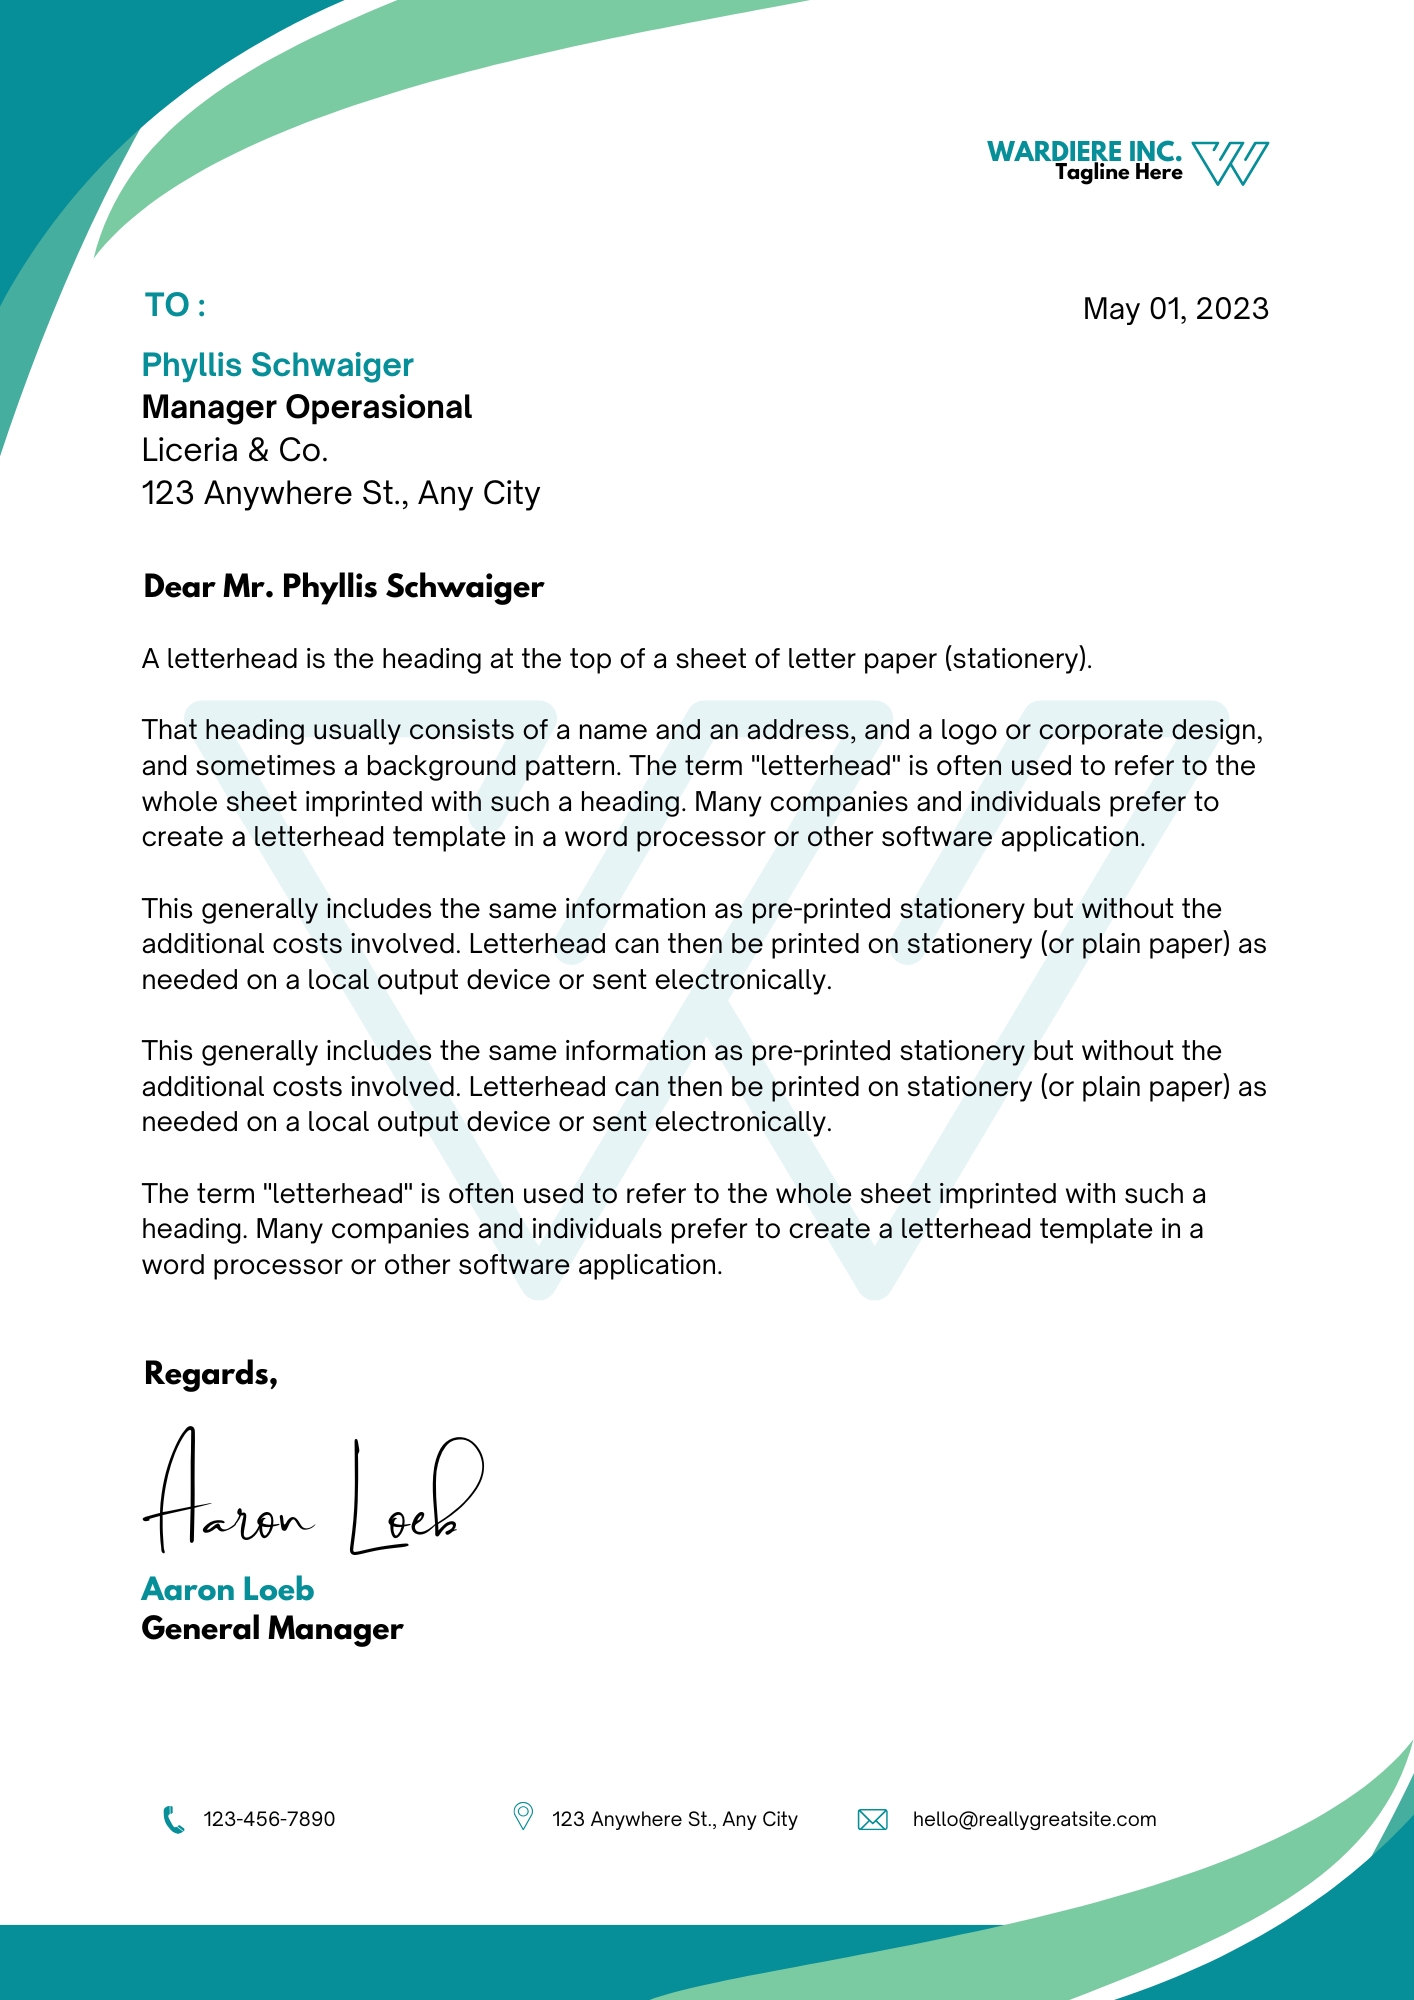 WARDIERE INC.
Tagline Here
TO :
May 01, 2023
Phyllis Schwaiger
Manager Operasional
Liceria & Co.
123 Anywhere St., Any City
Dear Mr. Phyllis Schwaiger
A letterhead is the heading at the top of a sheet of letter paper (stationery).
That heading usually consists of a name and an address, and a logo or corporate design,
and sometimes a background pattern. The term "letterhead" is often used to refer to the
whole sheet imprinted with such a heading. Many companies and individuals prefer to
create a letterhead template in a word processor or other software application.
This generally includes the same information as pre-printed stationery but without the
additional costs involved. Letterhead can then be printed on stationery (or plain paper) as
needed on a local output device or sent electronically.
This generally includes the same information as pre-printed stationery but without the
additional costs involved. Letterhead can then be printed on stationery (or plain paper) as
needed on a local output device or sent electronically.
The term "letterhead" is often used to refer to the whole sheet imprinted with such a
heading. Many companies and individuals prefer to create a letterhead template in a
word processor or other software application.
Regards,
Aaron Loeb
Aaron Loeb
General Manager
123-456-7890
123 Anywhere St., Any City
hello@reallygreatsite.com